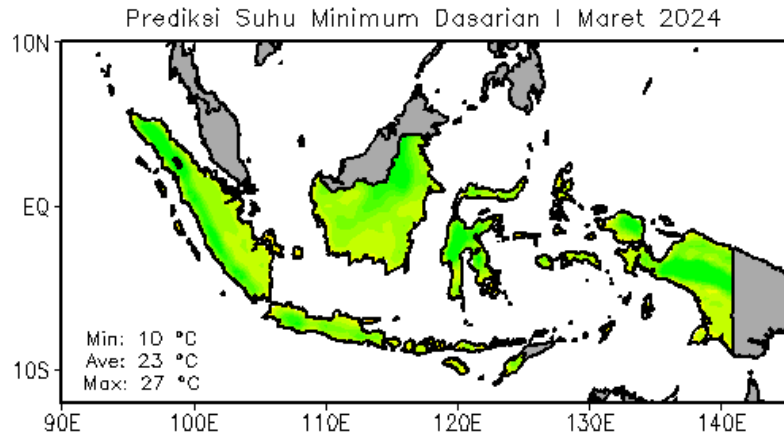 Prediksi Suhu Minimum Dasarian I Maret 2024
10N
EQ
10S
Min: 10 °C
Ave: 23 °C
Max: 27 °C
90E 100E 110E 120E 130E 140E